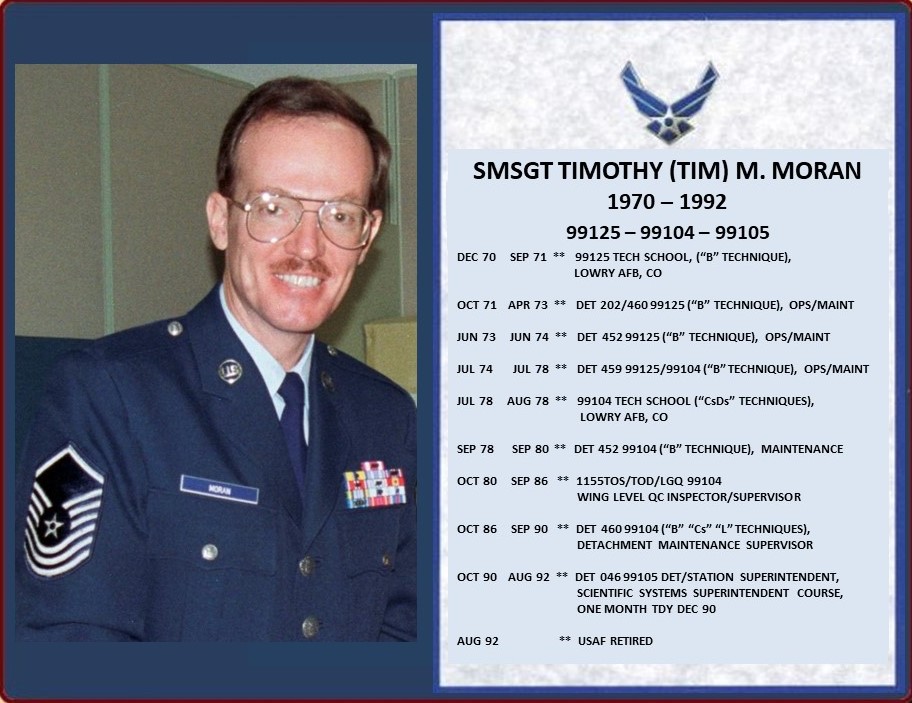 SMSGT TIMOTHY (TIM) M. MORAN
1970 – 1992
99125 – 99104 – 99105
DEC 70 SEP 71 ** 99125 TECH SCHOOL, (“B” TECHNIQUE),
LOWRY AFB, CO
OCT 71 APR 73 ** DET 202/460 99125 (“B” TECHNIQUE), OPS/MAINT
JUN 73 JUN 74 ** DET 452 99125 (“B” TECHNIQUE), OPS/MAINT
JUL 74 JUL 78 ** DET 459 99125/99104 (“B” TECHNIQUE), OPS/MAINT
JUL 78 AUG 78 ** 99104 TECH SCHOOL (“CsDs” TECHNIQUES),
LOWRY AFB, CO
SEP 78 SEP 80 ** DET 452 99104 (“B” TECHNIQUE), MAINTENANCE
OCT 80 SEP 86 ** 1155TOS/TOD/LGQ 99104
WING LEVEL QC INSPECTOR/SUPERVISOR
OCT 86 SEP 90 ** DET 460 99104 (“B” “Cs” “L” TECHNIQUES),
DETACHMENT MAINTENANCE SUPERVISOR
OCT 90 AUG 92 ** DET 046 99105 DET/STATION SUPERINTENDENT,
SCIENTIFIC SYSTEMS SUPERINTENDENT COURSE,
ONE MONTH TDY DEC 90
AUG 92 ** USAF RETIRED
U.S
MORAN